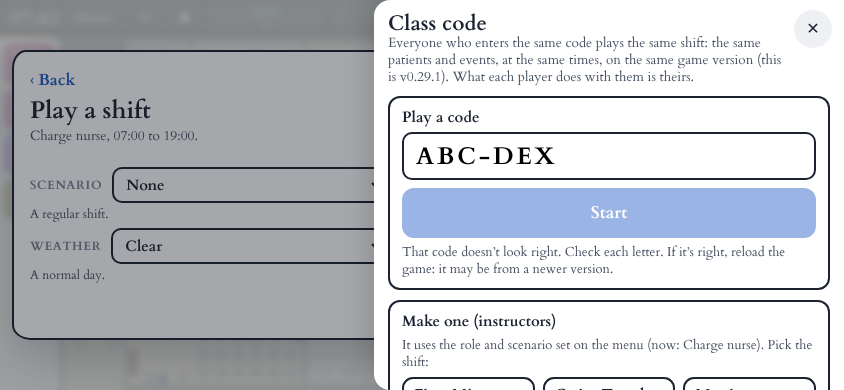 ‹ Back
Play a shift
Charge nurse, 07:00 to 19:00.
SCENARIO None
A regular shift.
WEATHER Clear
A normal day.
Class code
×
Everyone who enters the same code plays the same shift: the same
patients and events, at the same times, on the same game version (this
is v0.29.1). What each player does with them is theirs.
Play a code
ABC-DEX
Start
That code doesn't look right. Check each letter. If it's right, reload the
game: it may be from a newer version.
Make one (instructors)
It uses the role and scenario set on the menu (now: Charge nurse). Pick the
shift: